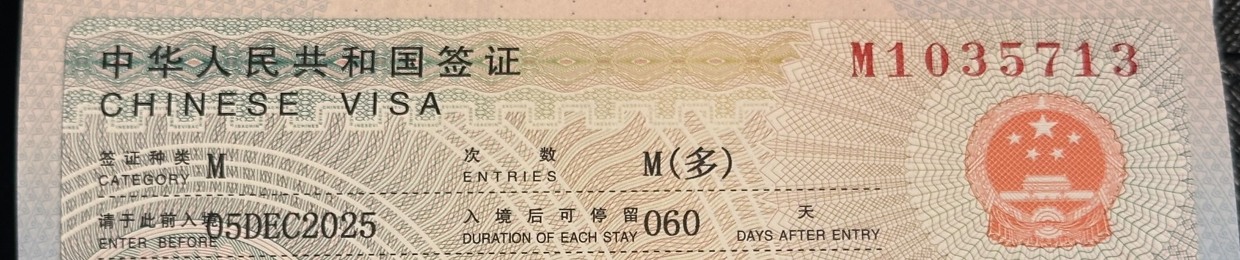 中华人民共和国签证 M1035713
CHINESE VISA
签证种类 M 次数 M(多)
CATEGORY ENTRIES
请于此前入境 05DEC2025 入境后可停留 060 天
ENTER BEFORE DURATION OF EACH STAY DAYS AFTER ENTRY